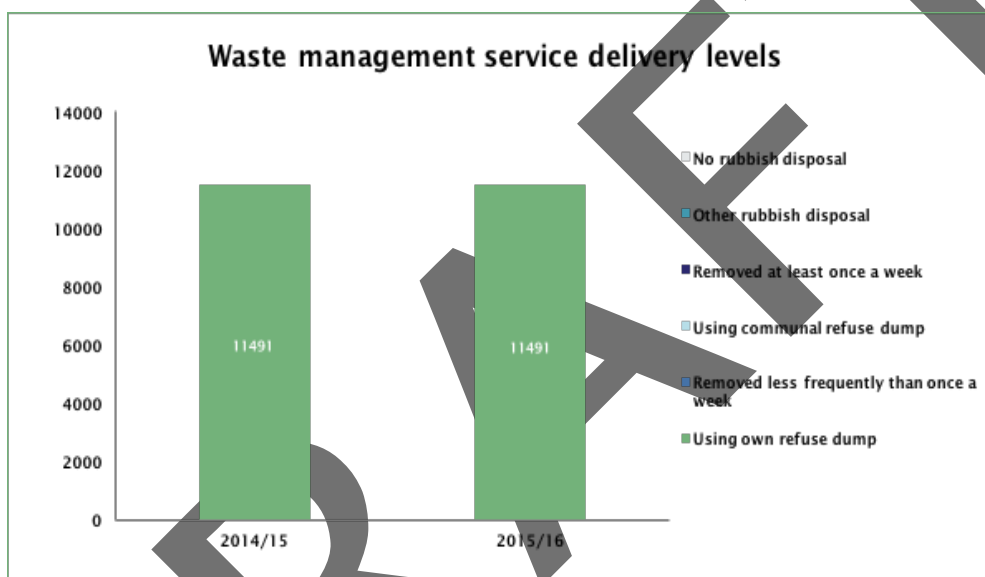 Waste management service delivery levels
14000
12000
10000
8000
6000
4000
2000
0
11491
11491
2014/15
2015/16
No rubbish disposal
Other rubbish disposal
Removed at least once a week
Using communal refuse dump
Removed less frequently than once a
week
Using own refuse dump